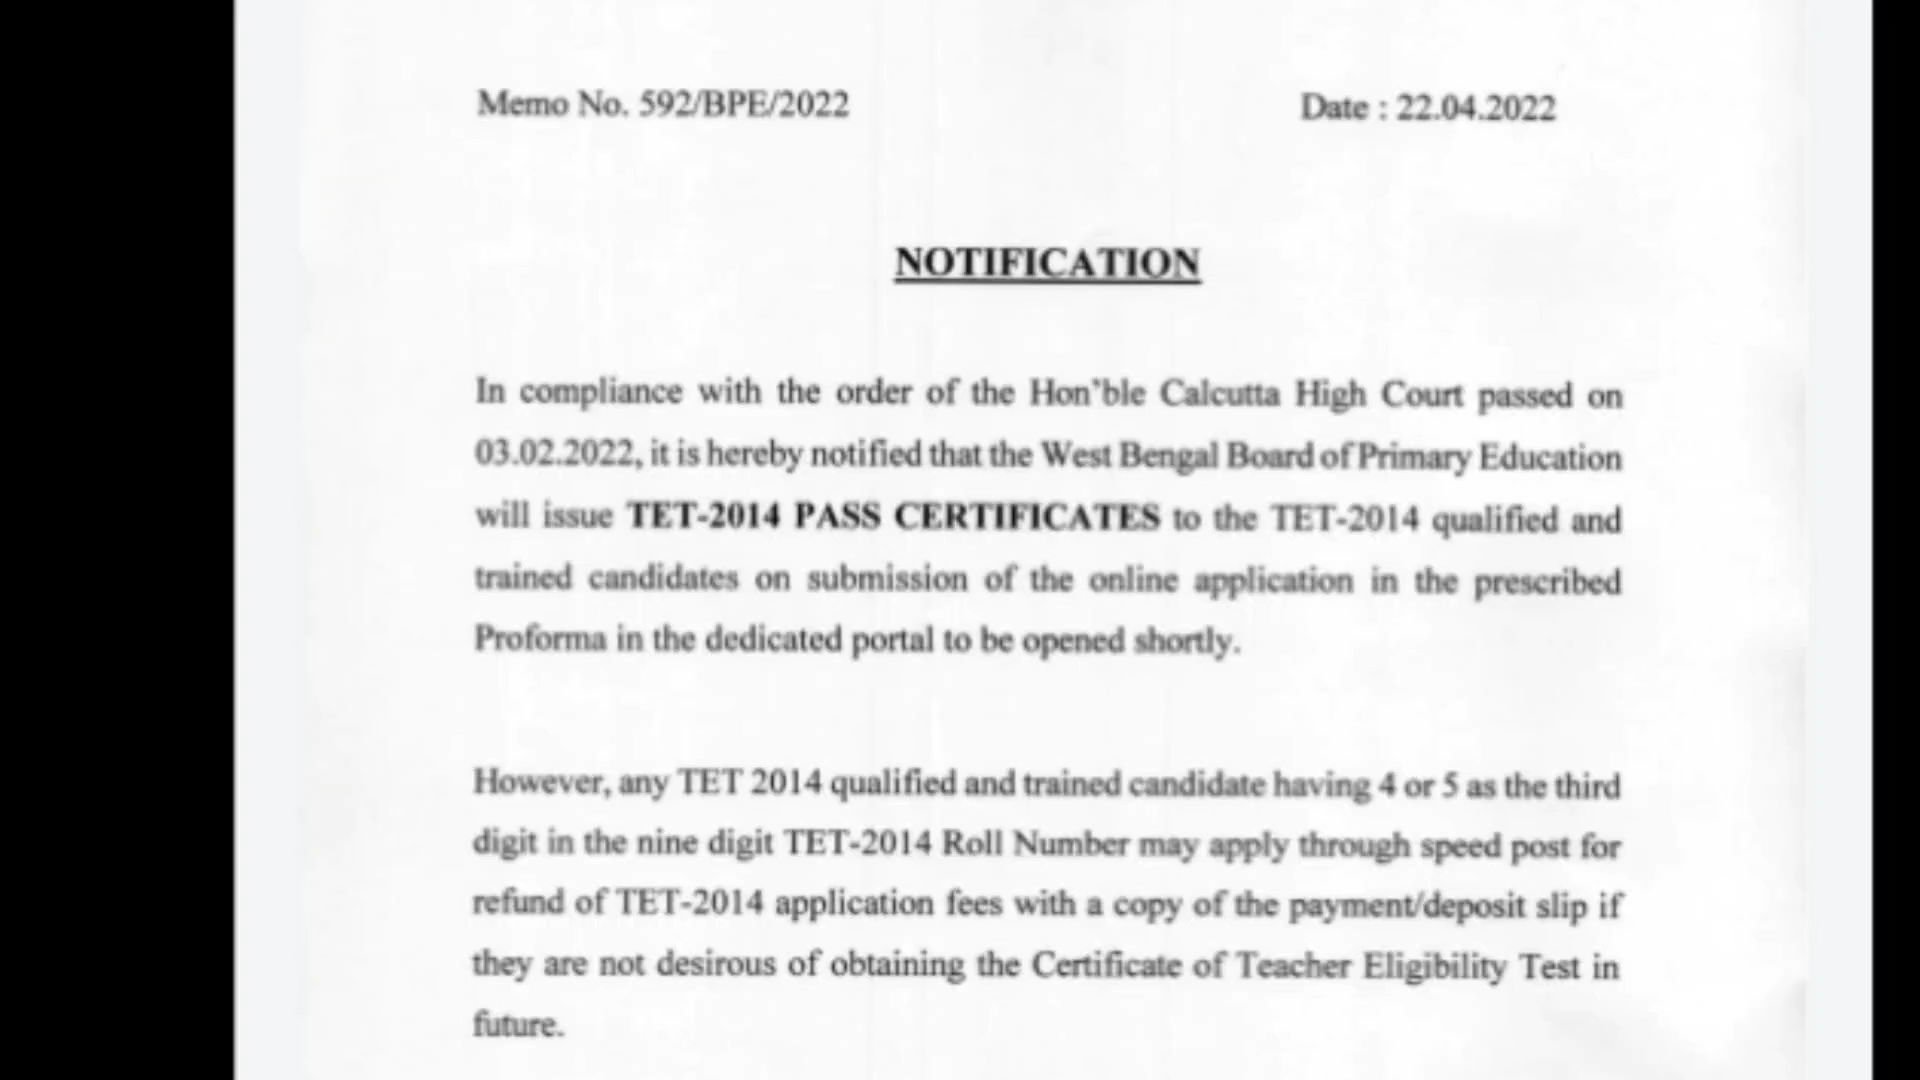 Memo No. 592/BPE/2022 Date : 22.04.2022
NOTIFICATION
In compliance with the order of the Hon'ble Calcutta High Court passed on
03.02.2022, it is hereby notified that the West Bengal Board of Primary Education
will issue TET-2014 PASS CERTIFICATES to the TET-2014 qualified and
trained candidates on submission of the online application in the prescribed
Proforma in the dedicated portal to be opened shortly.
However, any TET 2014 qualified and trained candidate having 4 or 5 as the third
digit in the nine digit TET-2014 Roll Number may apply through speed post for
refund of TET-2014 application fees with a copy of the payment/deposit slip if
they are not desirous of obtaining the Certificate of Teacher Eligibility Test in
future.